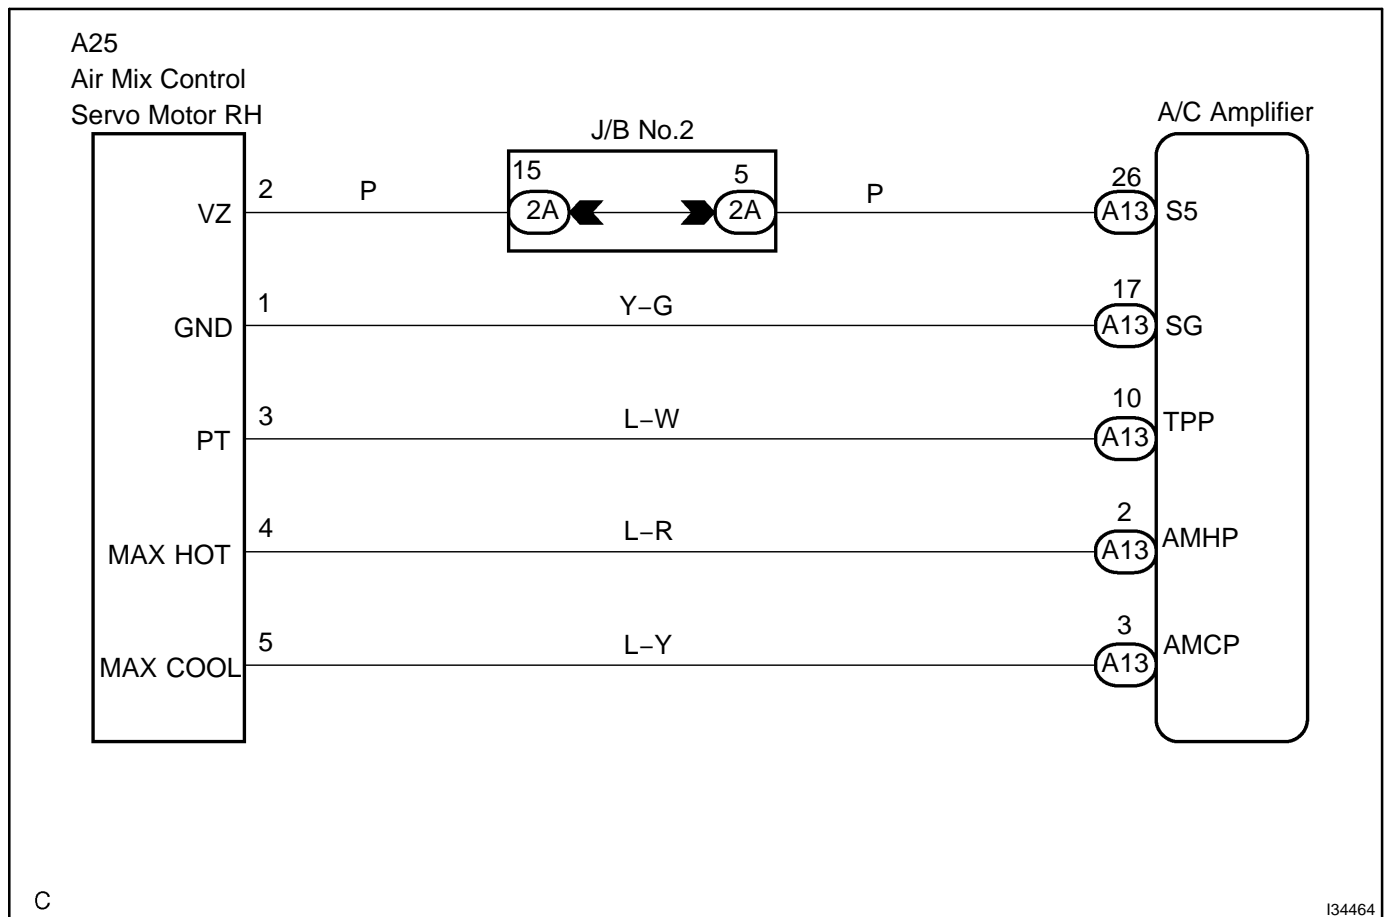 A25
Air Mix Control
Servo Motor RH
J/B No.2
A/C Amplifier
VZ
2
P
15
2A
5
2A
P
26
A13
S5
GND
1
Y–G
17
A13
SG
PT
3
L–W
10
A13
TPP
MAX HOT
4
L–R
2
A13
AMHP
MAX COOL
5
L–Y
3
A13
AMCP
C
I34464